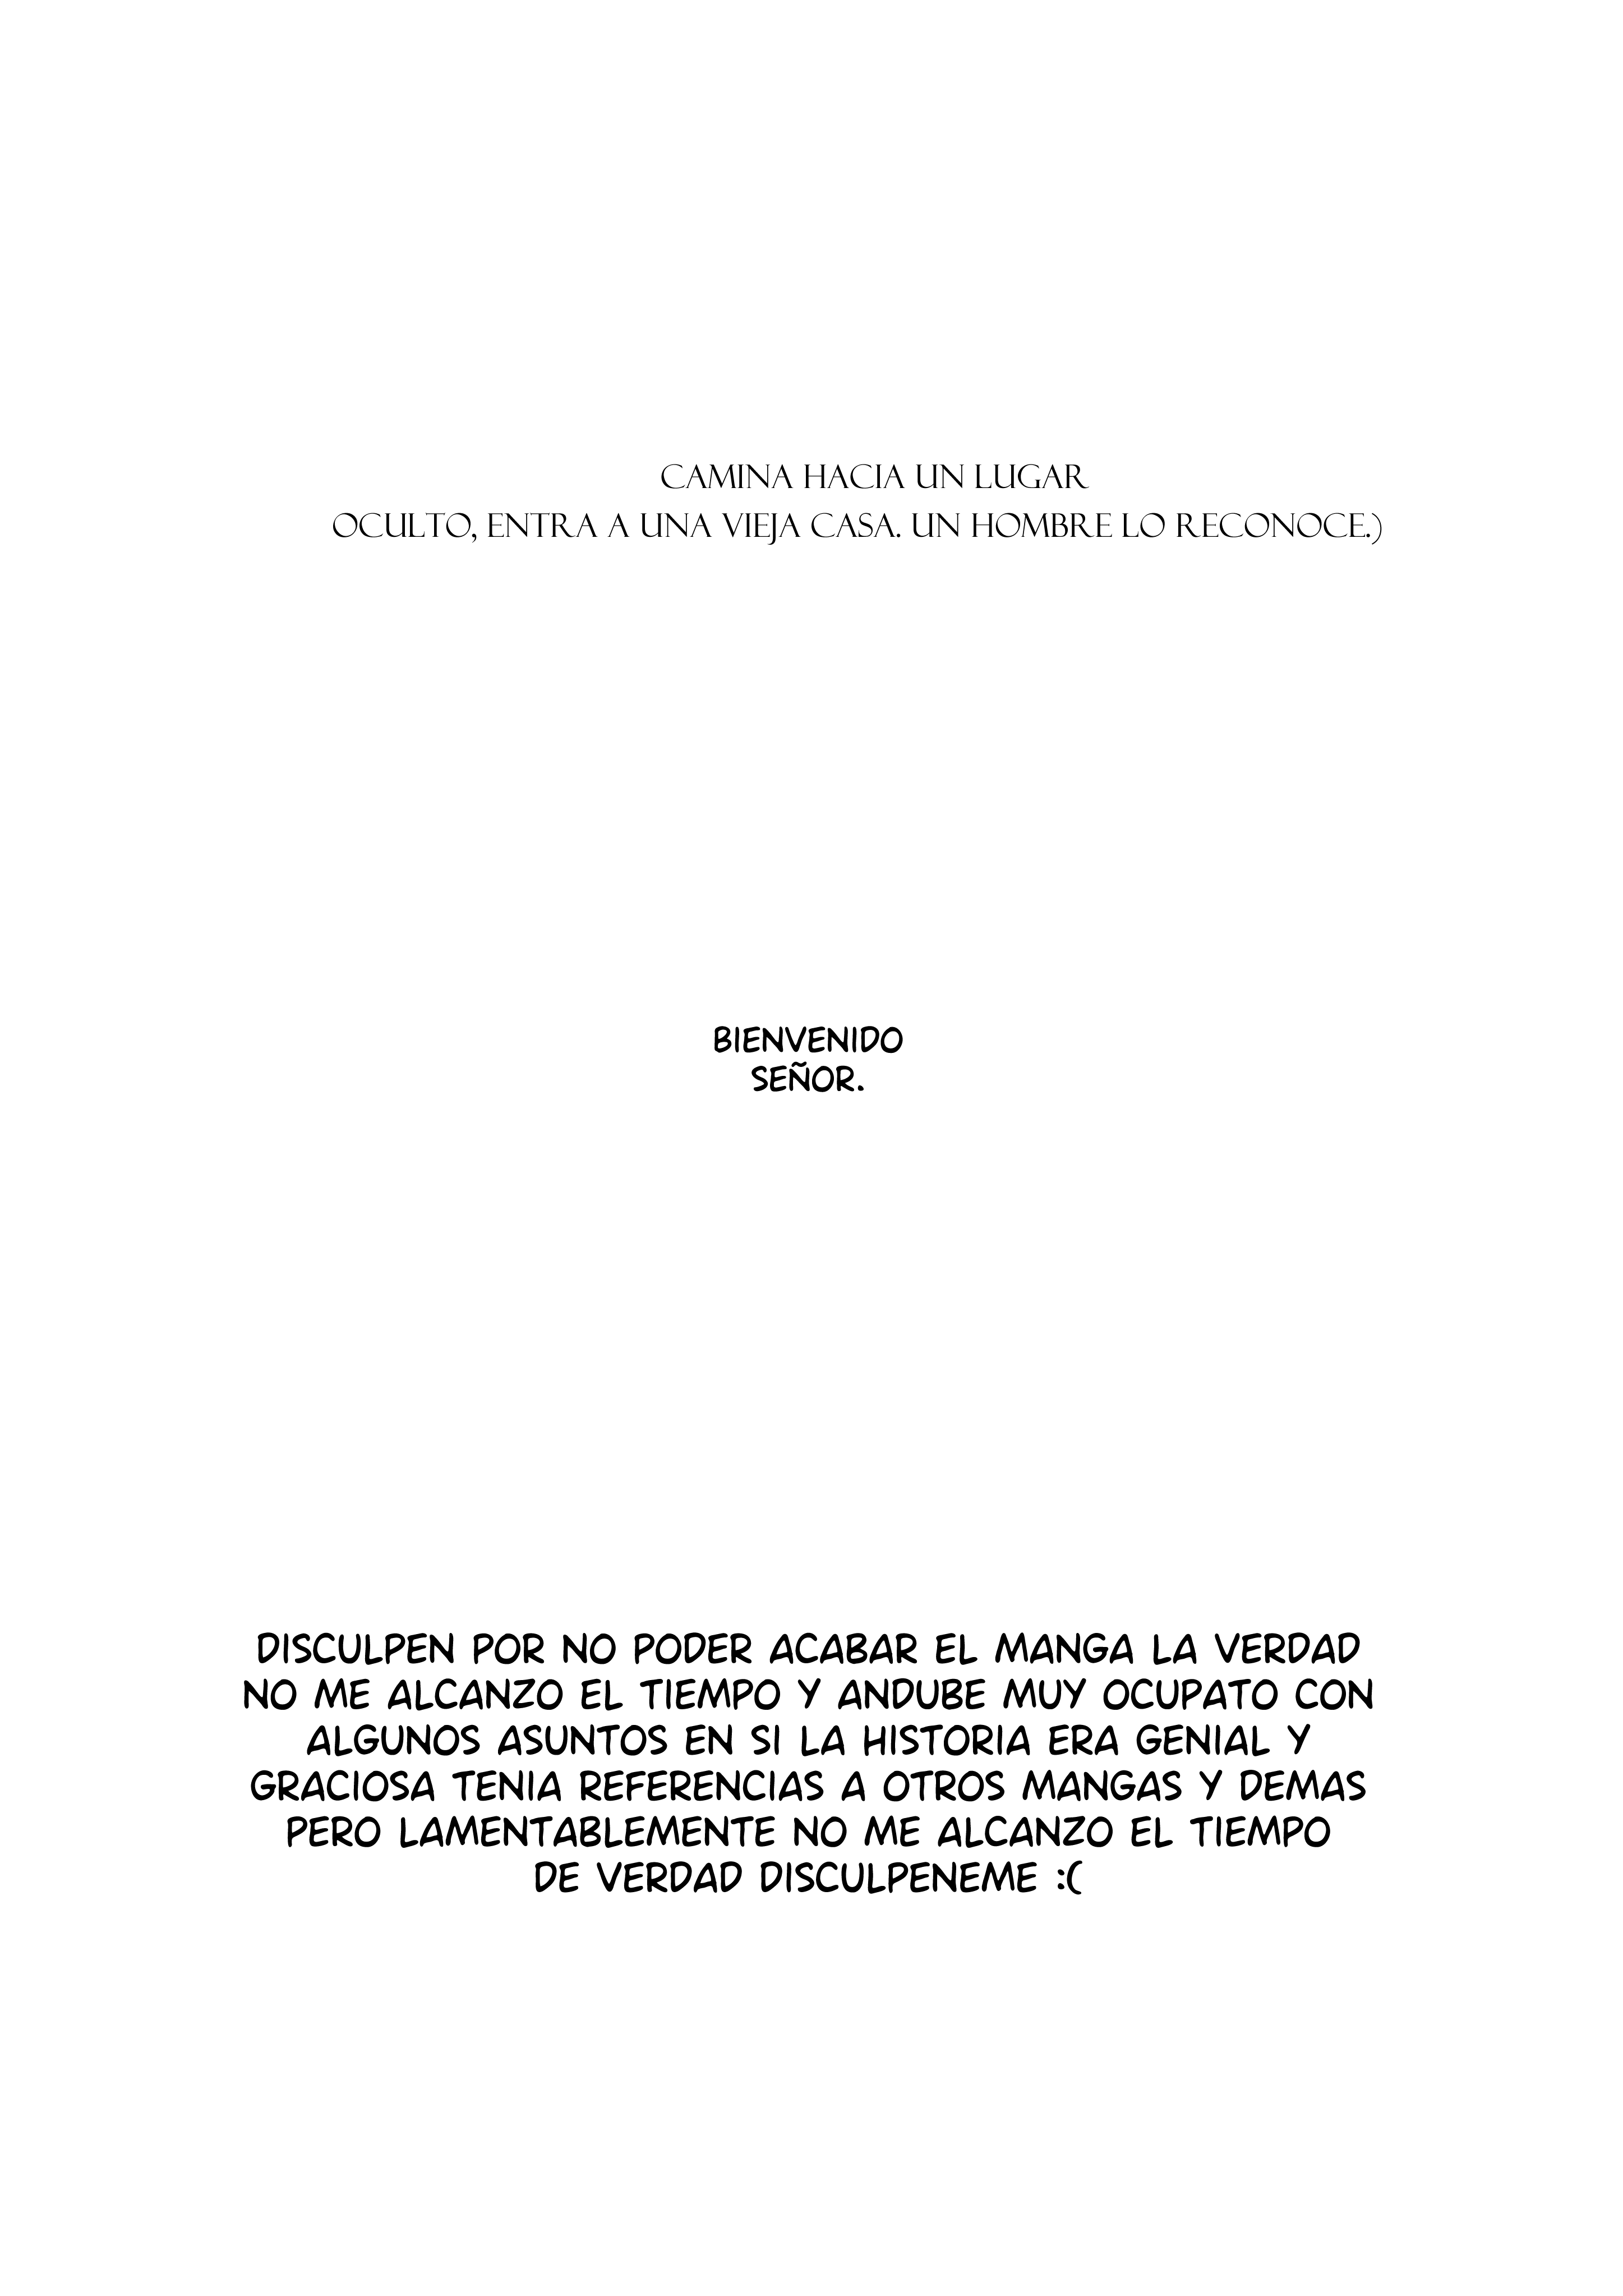 CAMINA HACIA UN LUGAR
OCULTO, ENTRA A UNA VIEJA CASA. UN HOMBRE LO RECONOCE.)
BIENVENIDO
SEÑOR.
DISCULPEN POR NO PODER ACABAR EL MANGA LA VERDAD
NO ME ALCANZO EL TIEMPO Y ANDUBE MUY OCUPATO CON
ALGUNOS ASUNTOS EN SI LA HISTORIA ERA GENIAL Y
GRACIOSA TENIA REFERENCIAS A OTROS MANGAS Y DEMAS
PERO LAMENTABLEMENTE NO ME ALCANZO EL TIEMPO
DE VERDAD DISCULPENEME :(